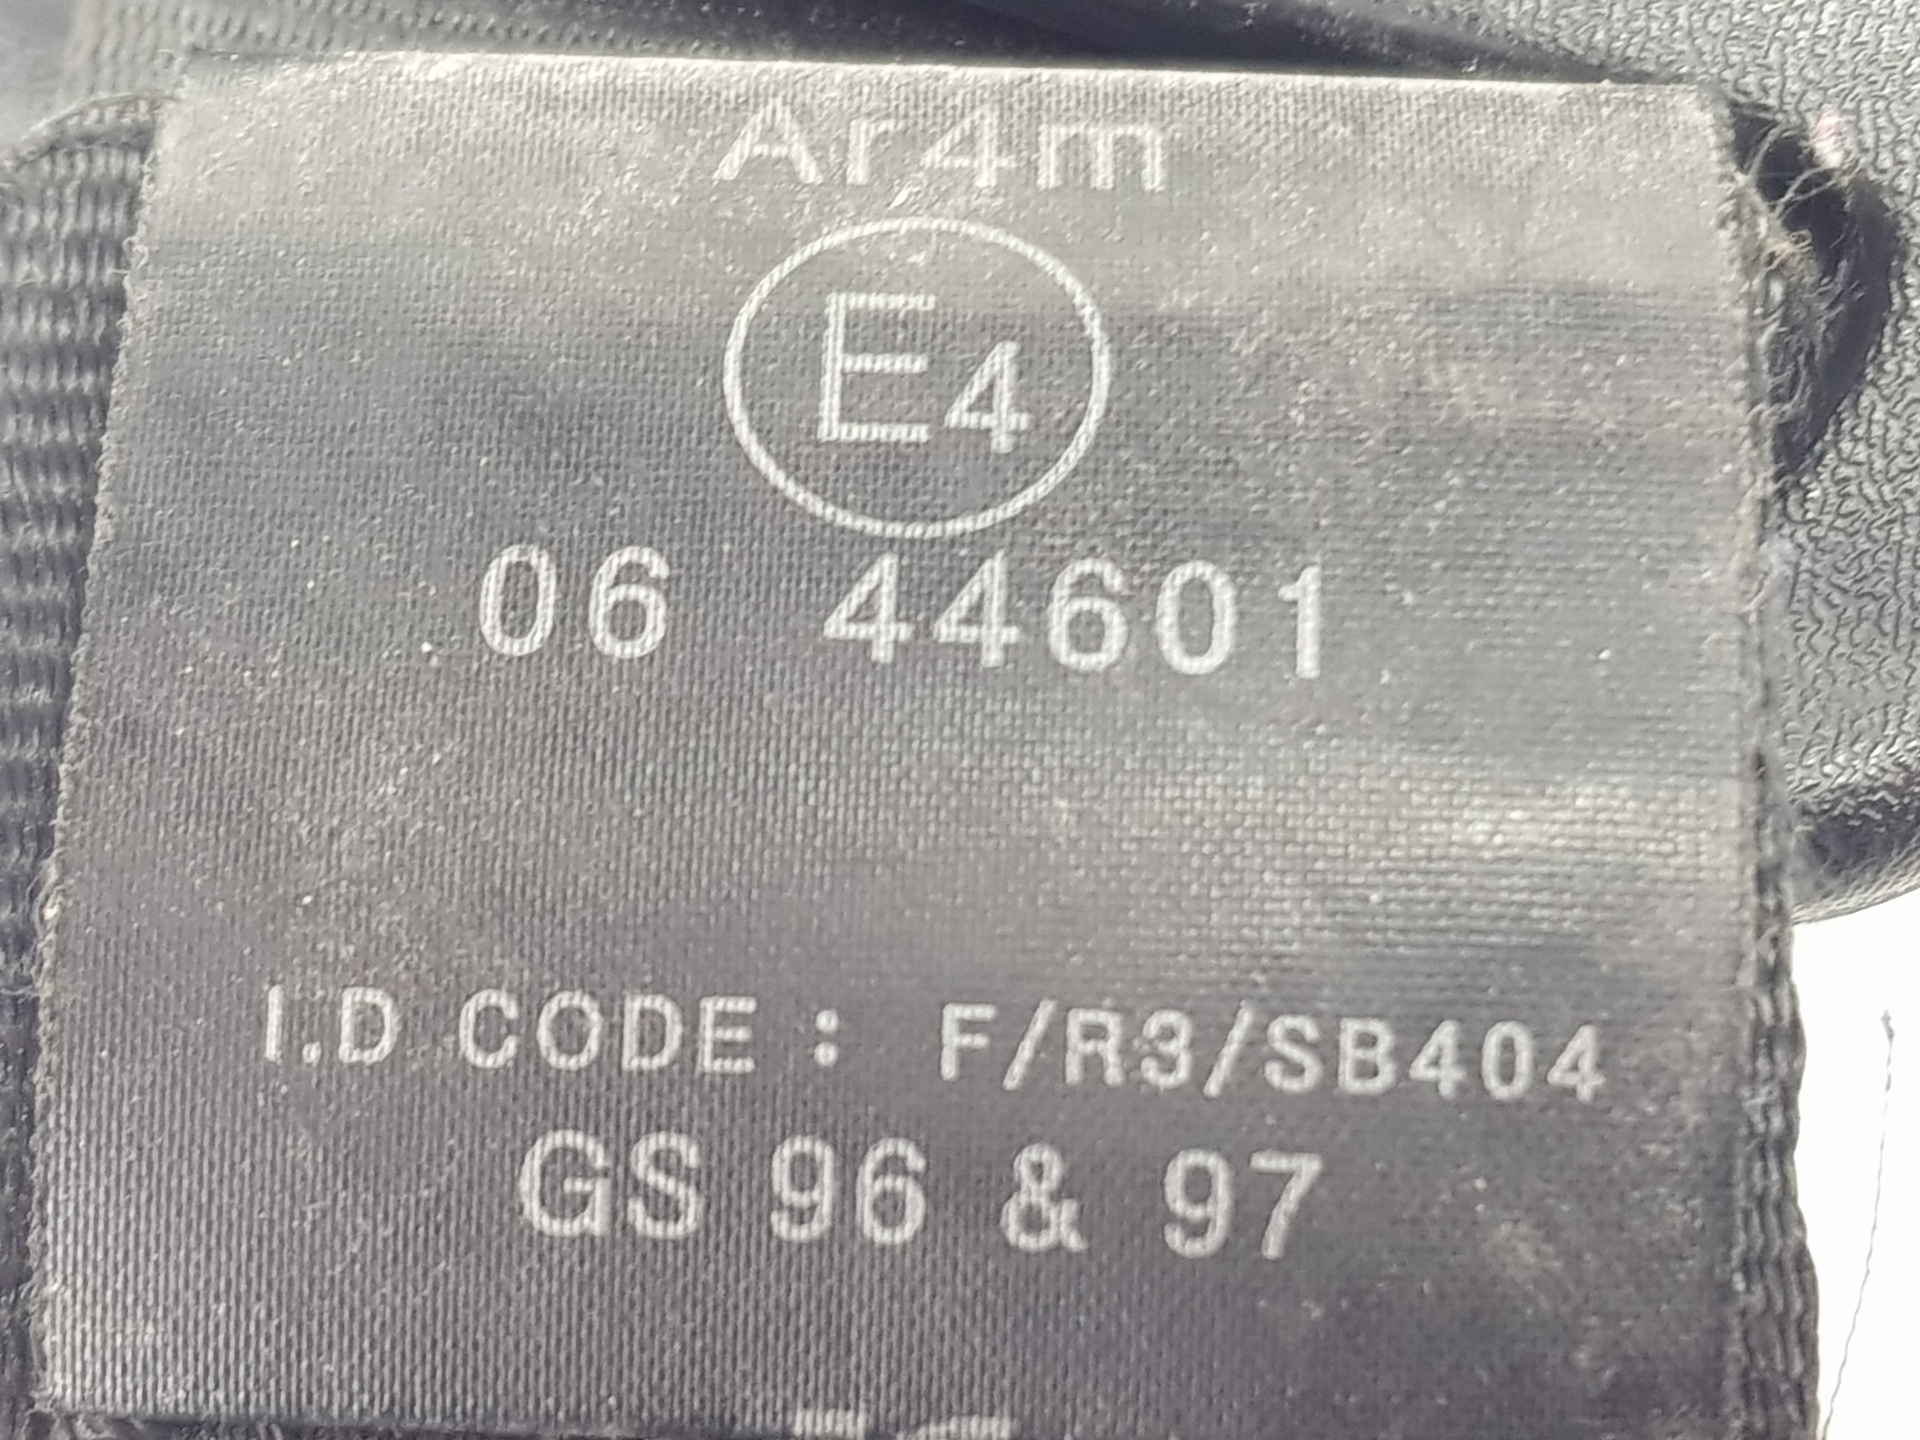 Ar4m
E4
06 44601
I.D CODE : F/R3/SB404
GS 96 & 97